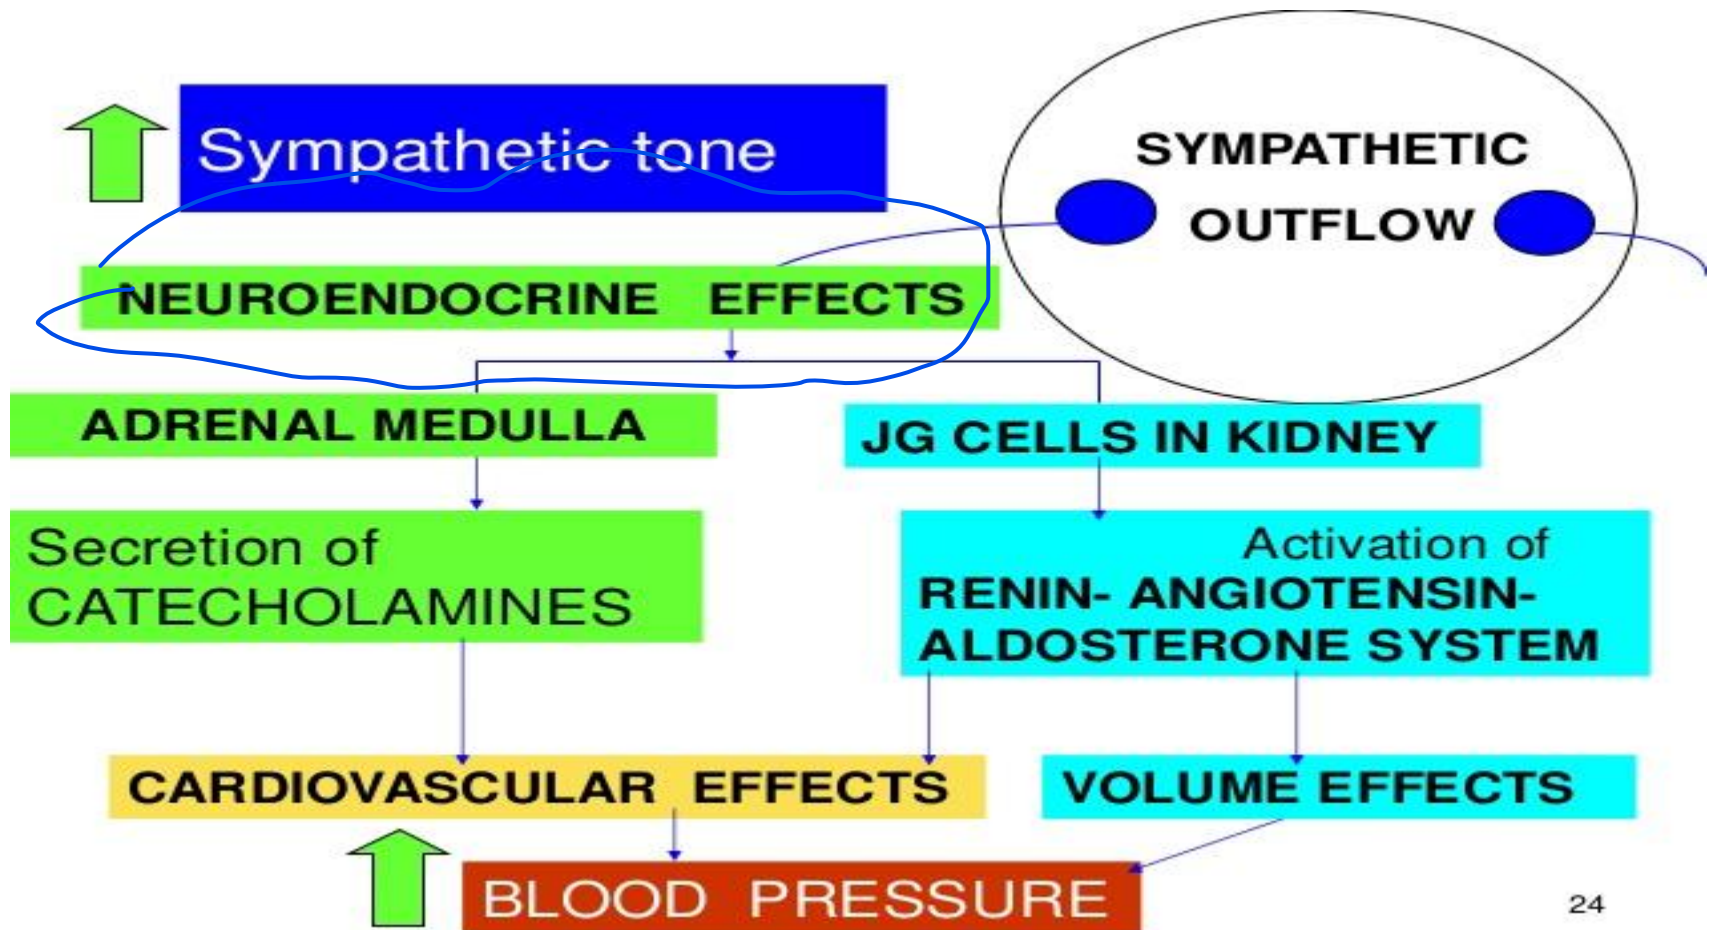 Sympathetic tone
SYMPATHETIC
OUTFLOW
NEUROENDOCRINE EFFECTS
ADRENAL MEDULLA
JG CELLS IN KIDNEY
Secretion of
CATECHOLAMINES
Activation of
RENIN- ANGIOTENSIN-
ALDOSTERONE SYSTEM
CARDIOVASCULAR EFFECTS
VOLUME EFFECTS
BLOOD PRESSURE
24